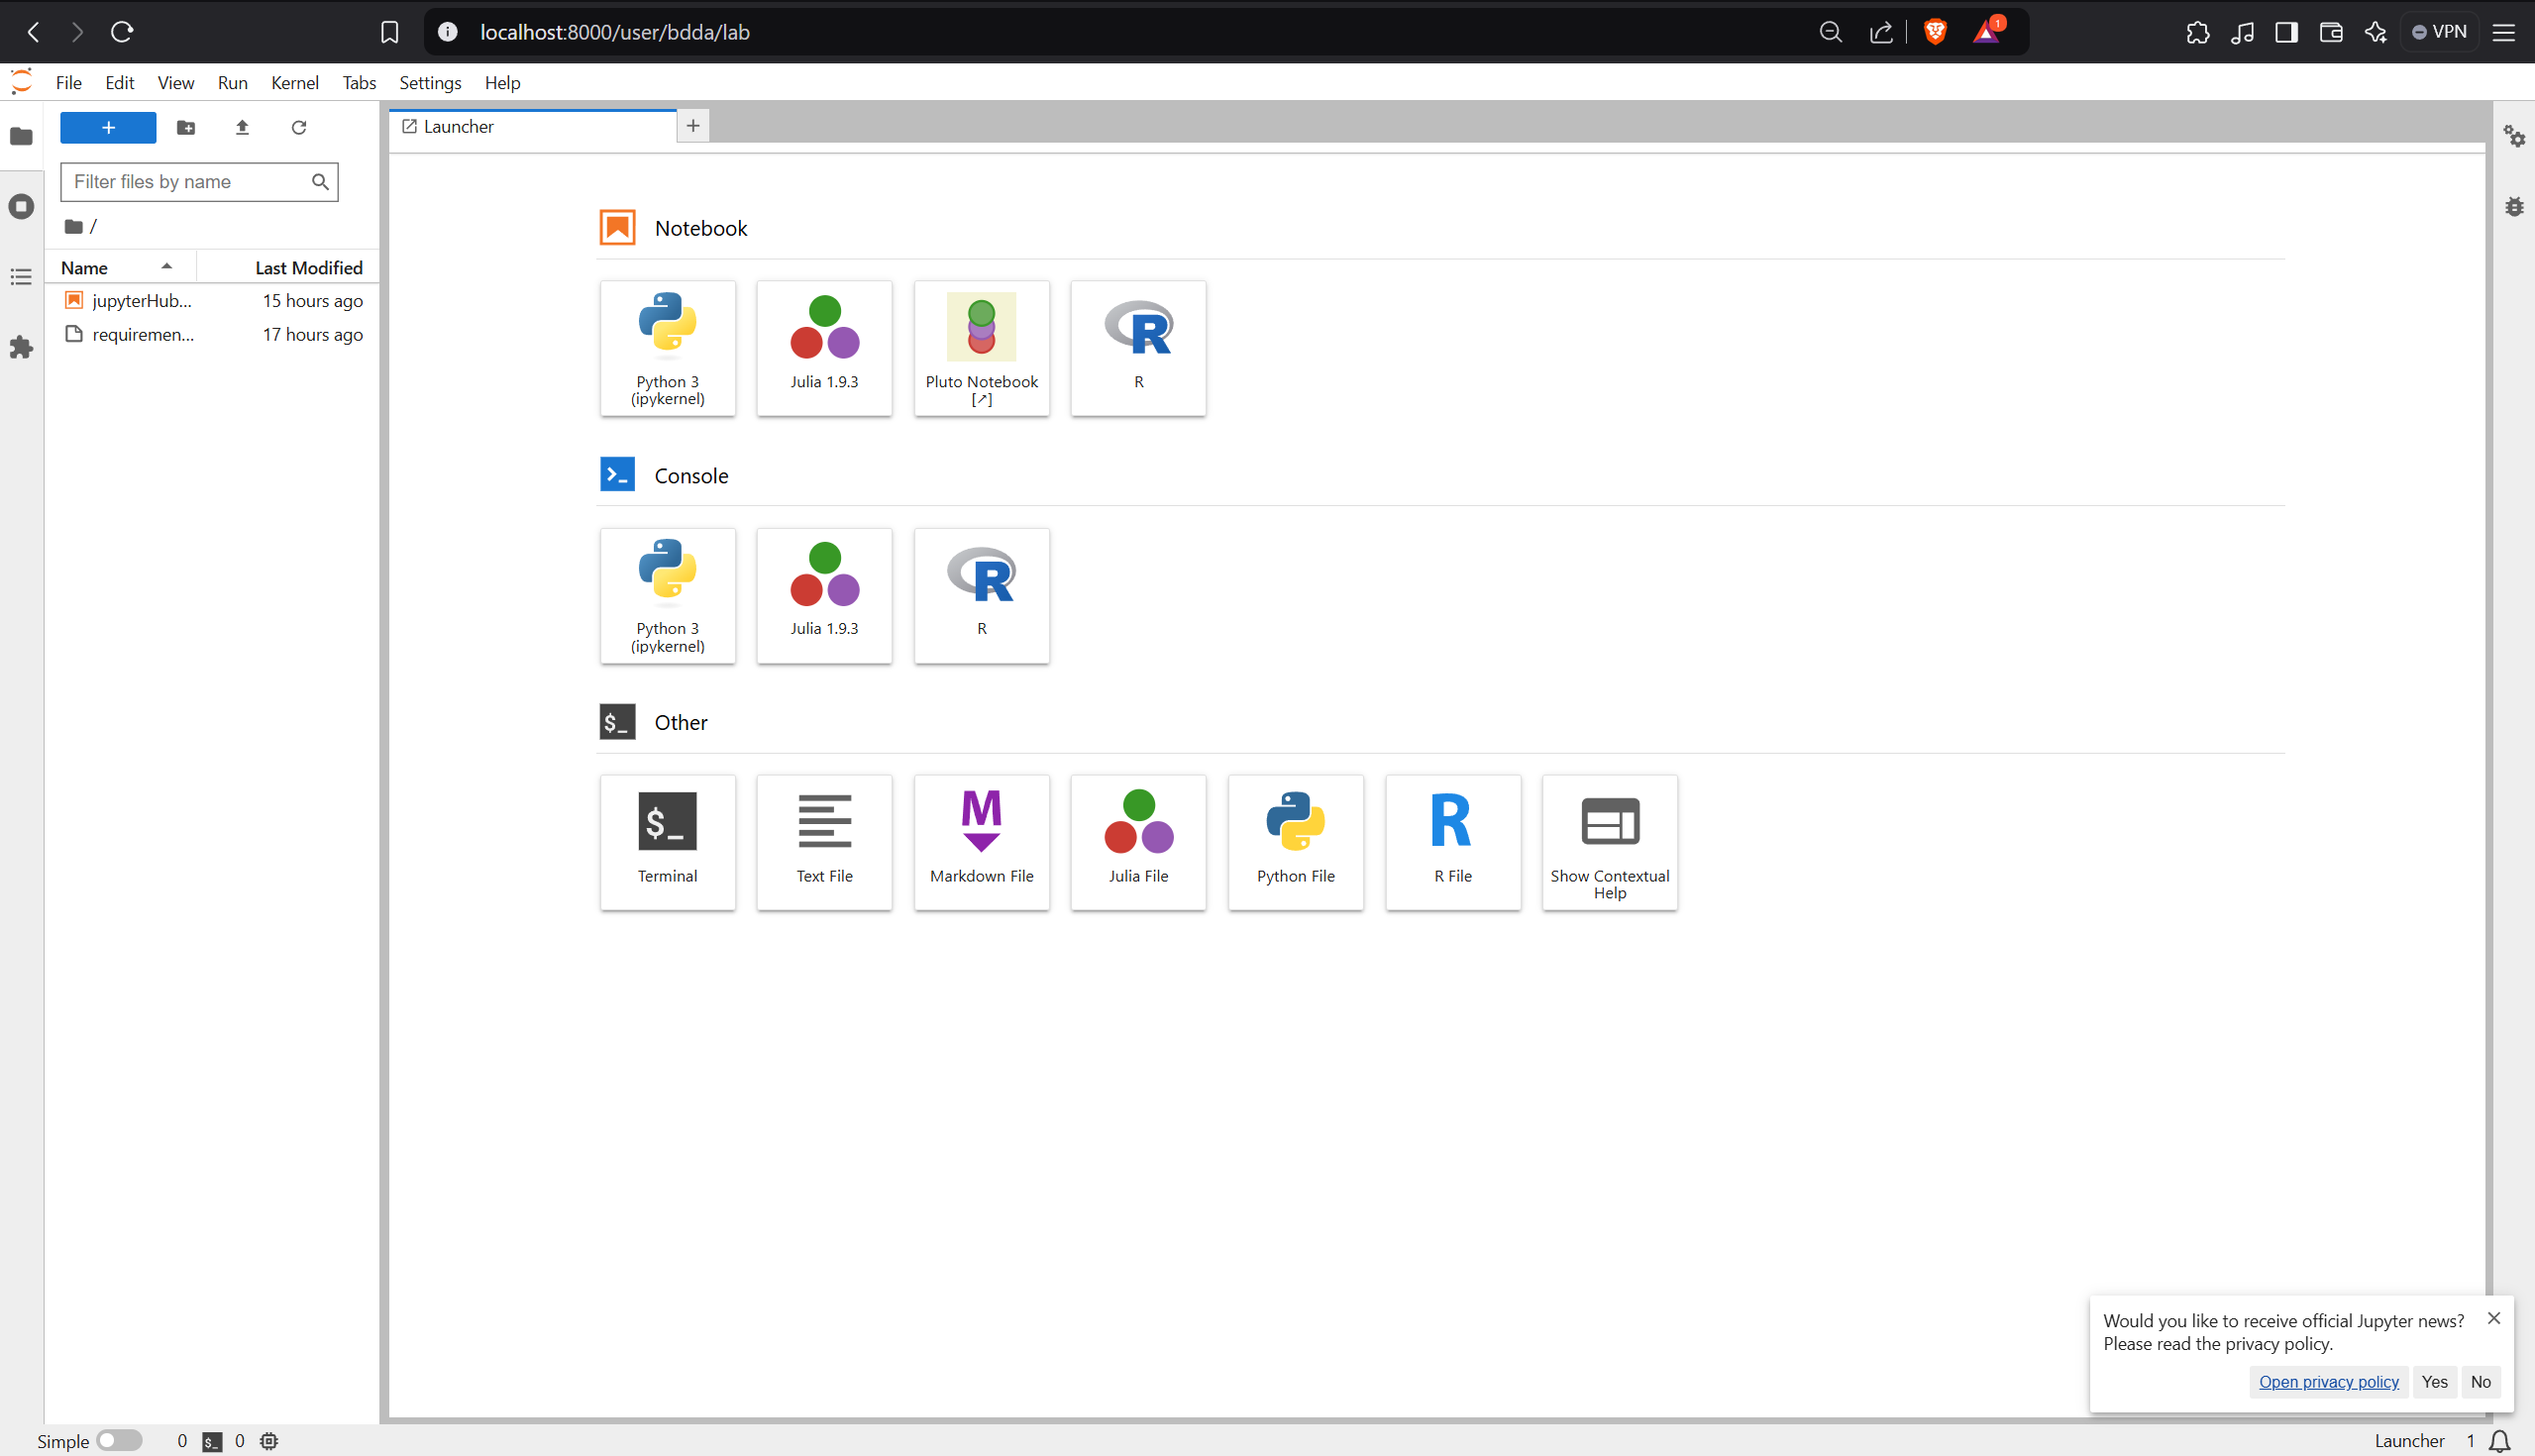 localhost:8000/user/bdda/lab
1
VPN
File Edit View Run Kernel Tabs Settings Help
+
Launcher
+
Filter files by name
/
Name Last Modified
jupyterHub... 15 hours ago
requiremen... 17 hours ago
Notebook
Python 3
(ipykernel)
Julia 1.9.3
Pluto Notebook
[↗]
R
Console
Python 3
(ipykernel)
Julia 1.9.3
R
$_ Other
$_
Terminal
Text File
M
Markdown File
Julia File
Python File
R
R File
Show Contextual
Help
Would you like to receive official Jupyter news?
Please read the privacy policy.
Open privacy policy Yes No
Simple 0 $_ 0
Launcher 1